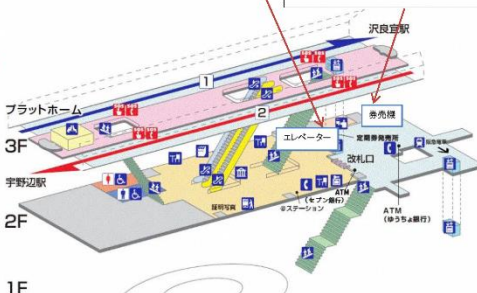 沢良宜駅
1
2
プラットホーム
3F
宇野辺駅
券売機
エレベーター
定期券発売所
改札口
ATM
(セブン銀行)
@ステーション
証明写真
ATM
(ゆうちょ銀行)
2F
1F